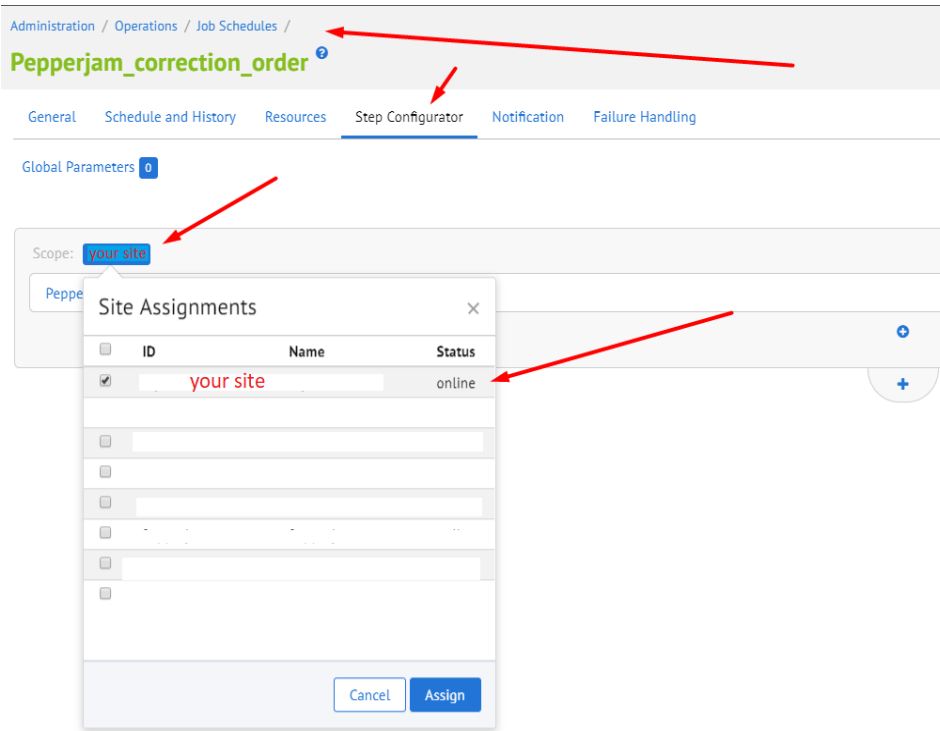 Administration / Operations / Job Schedules /
Pepperjam_correction_order ?
General Schedule and History Resources Step Configurator Notification Failure Handling
Global Parameters 0
Scope: your site
Peppe
Site Assignments ×
ID Name Status
your site online
Cancel Assign